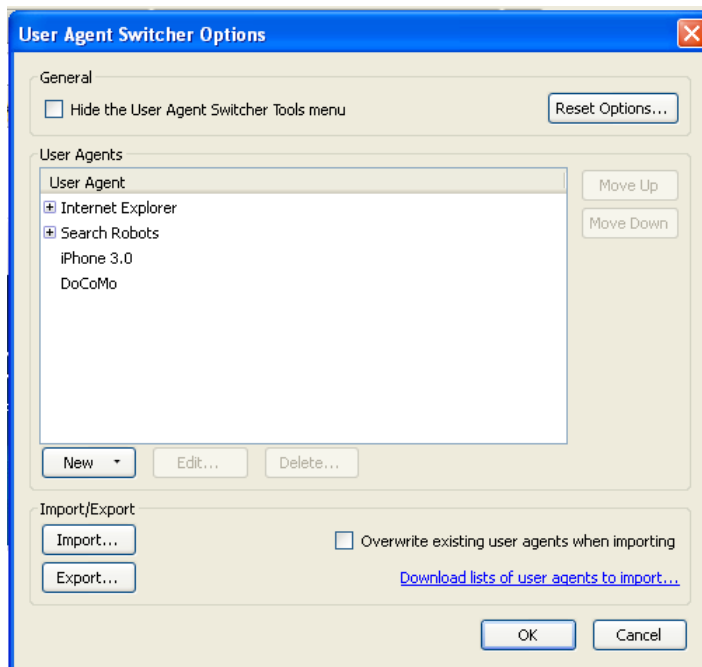 User Agent Switcher Options
General
Hide the User Agent Switcher Tools menu
Reset Options...
User Agents
User Agent
Move Up
Internet Explorer
Move Down
Search Robots
iPhone 3.0
DoCoMo
New
Edit...
Delete...
Import/Export
Import...
Overwrite existing user agents when importing
Export...
Download lists of user agents to import...
OK
Cancel